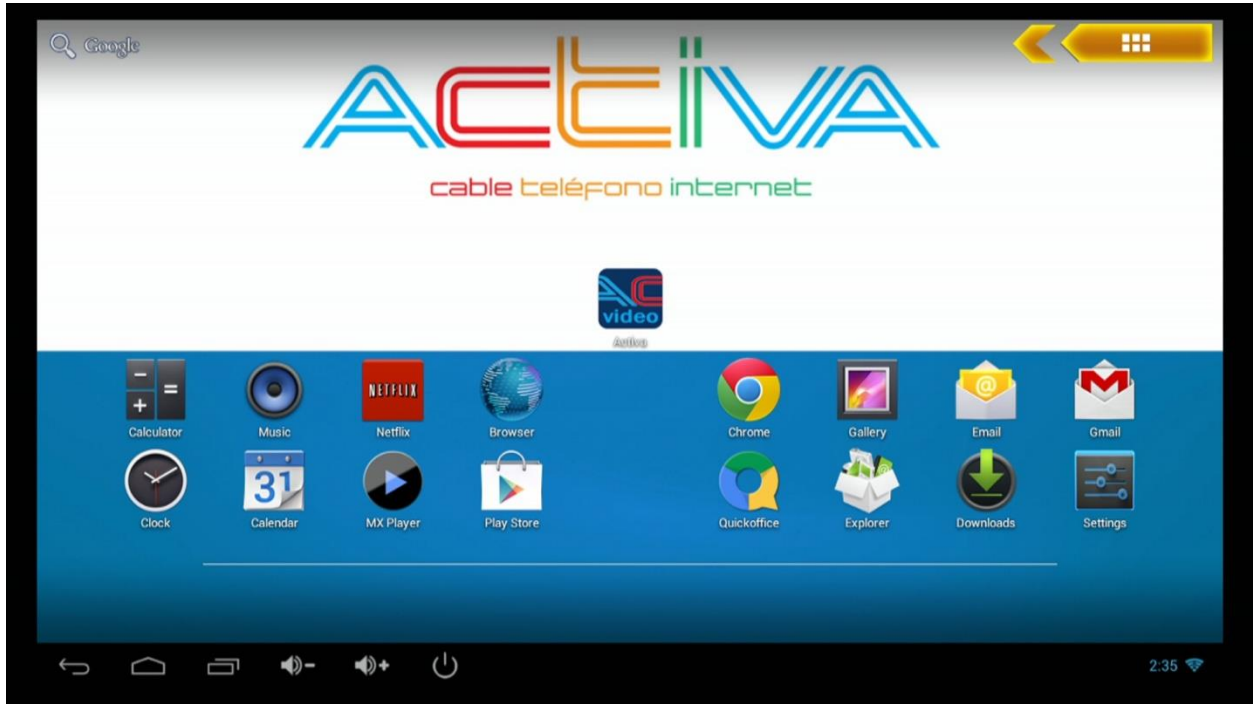 Google
ACTIVA
cable teléfono internet
AC
video
Activa
NETFLIX
Calculator Music Netflix Browser Chrome Gallery Email Gmail
31
Clock Calendar MX Player Play Store Quickoffice Explorer Downloads Settings
2:35